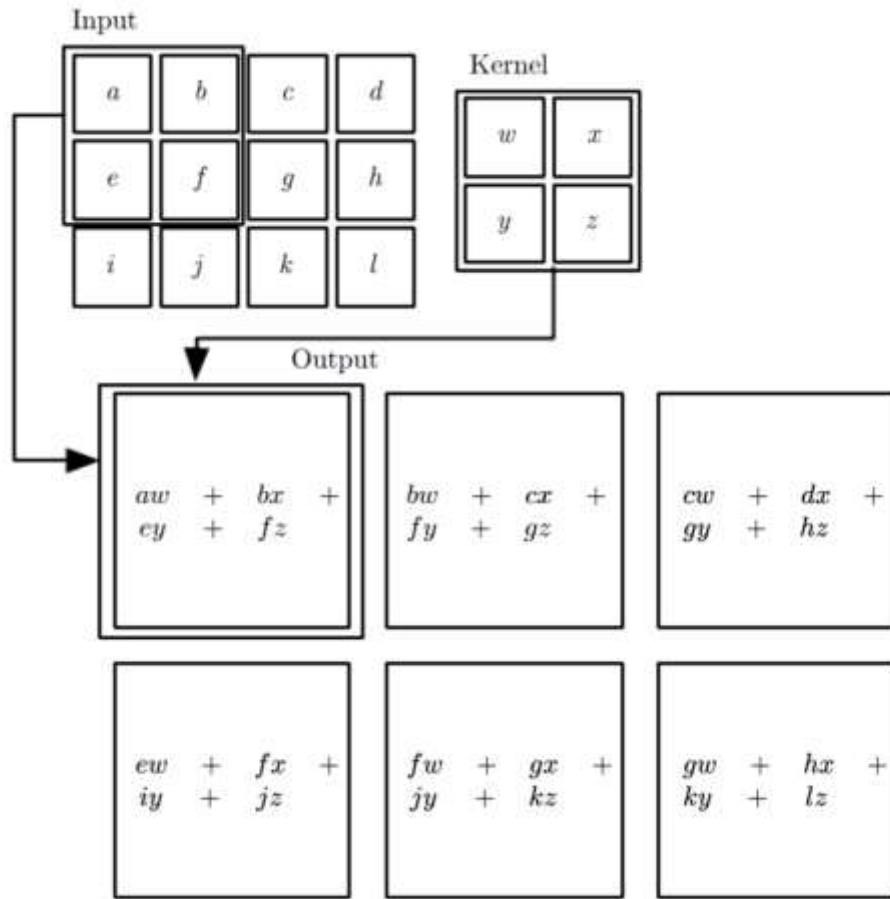 Input
a b c d
Kernel
w x
e f g h
y z
i j k l
Output
aw + bx +
ey + fz
bw + cx +
fy + gz
cw + dx +
gy + hz
ew + fx +
iy + jz
fw + gx +
jy + kz
gw + hx +
ky + lz